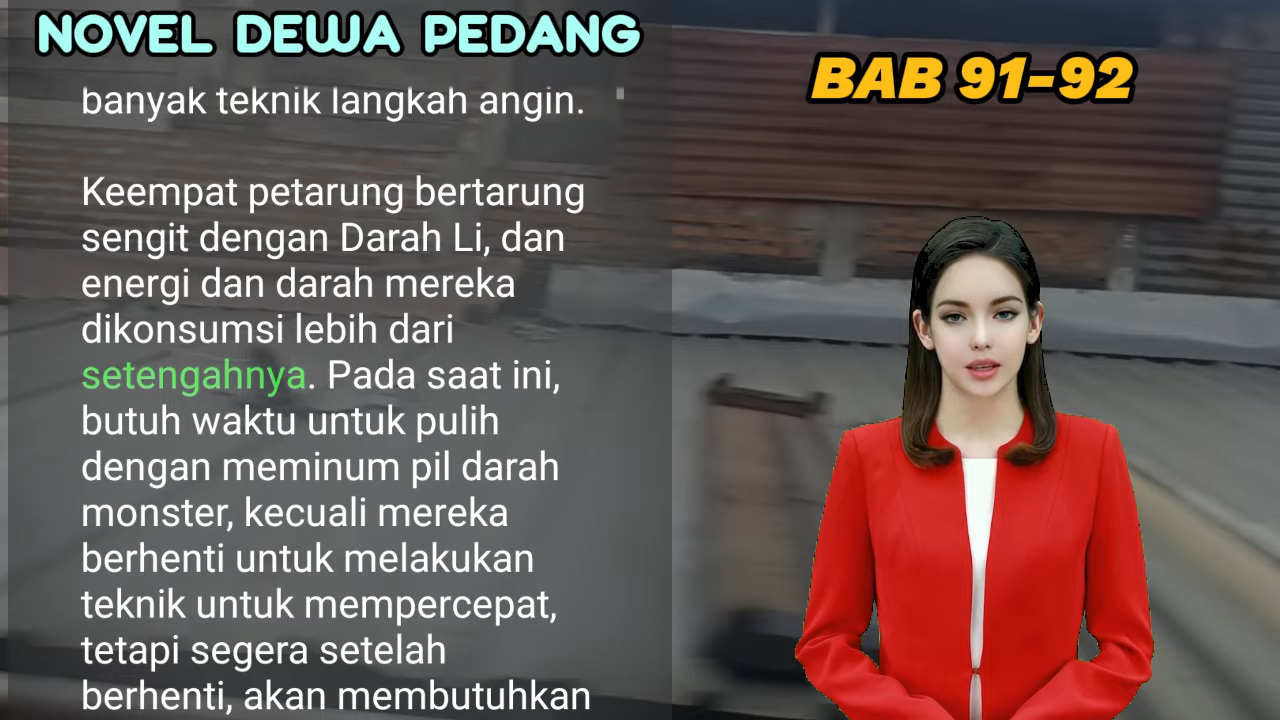 NOVEL DEWA PEDANG
BAB 91-92
banyak teknik langkah angin.
Keempat petarung bertarung
sengit dengan Darah Li, dan
energi dan darah mereka
dikonsumsi lebih dari
setengahnya. Pada saat ini,
butuh waktu untuk pulih
dengan meminum pil darah
monster, kecuali mereka
berhenti untuk melakukan
teknik untuk mempercepat,
tetapi segera setelah
berhenti, akan membutuhkan